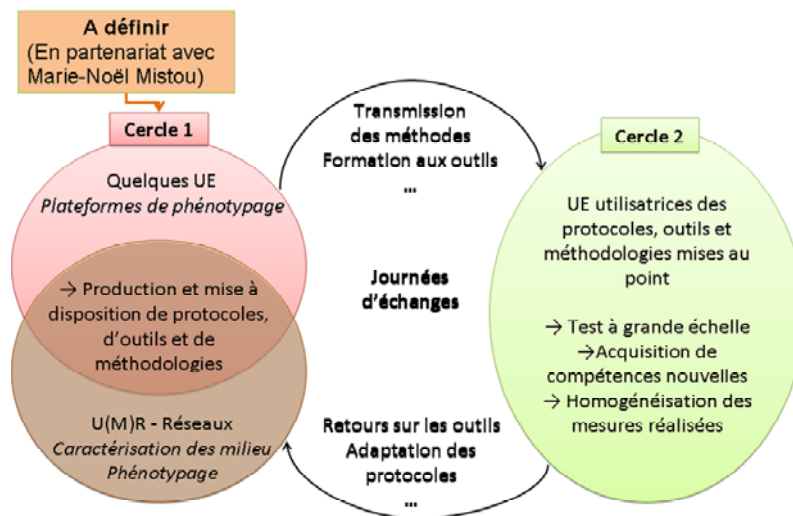 A définir
(En partenariat avec
Marie-Noël Mistou)
Cercle 1
Quelques UE
Plateformes de phénotypage
→ Production et mise à
disposition de protocoles,
d'outils et de
méthodologies
U(M)R - Réseaux
Caractérisation des milieu
Phénotypage
Transmission
des méthodes
Formation aux outils
...
Journées
d'échanges
Retours sur les outils
Adaptation des
protocoles
...
Cercle 2
UE utilisatrices des
protocoles, outils et
méthodologies mises au
point
→ Test à grande échelle
→Acquisition de
compétences nouvelles
→ Homogénéisation des
mesures réalisées